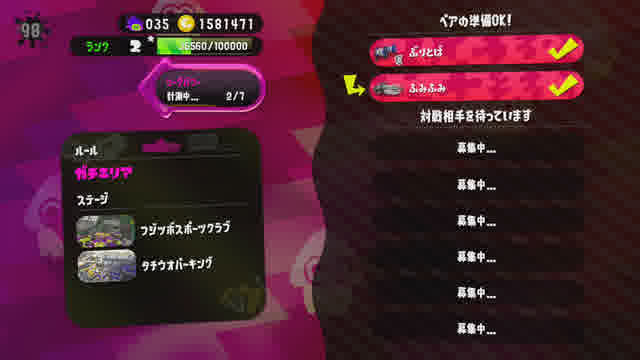 98
035 1581471
ランク 2* 36560/100000
リーグパワー
計測中... 2/7
ルール
ガチエリア
ステージ
フジツボスポーツクラブ
タチウオパーキング
ペアの準備OK!
ぷりとば
ふみふみ
対戦相手を待っています
募集中...
募集中...
募集中...
募集中...
募集中...
募集中...